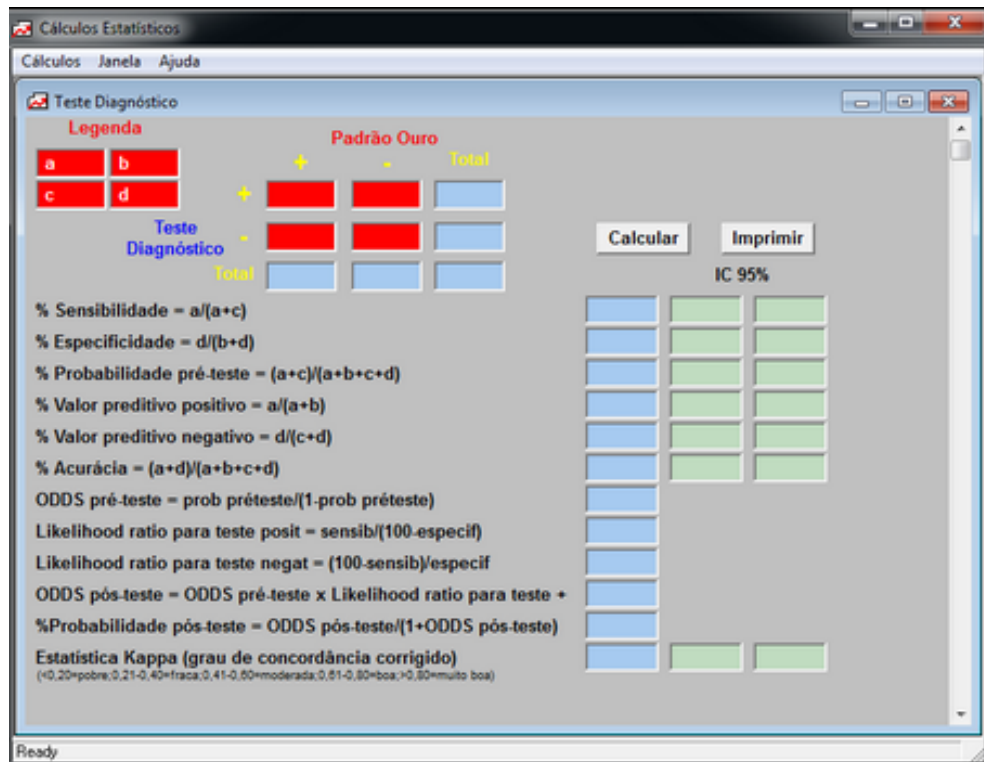 Cálculos Estatísticos
Cálculos Janela Ajuda
Teste Diagnóstico
Legenda
Padrão Ouro
+ - Total
a b
c d
+
Teste
Diagnóstico
-
Total
Calcular Imprimir
IC 95%
% Sensibilidade = a/(a+c)
% Especificidade = d/(b+d)
% Probabilidade pré-teste = (a+c)/(a+b+c+d)
% Valor preditivo positivo = a/(a+b)
% Valor preditivo negativo = d/(c+d)
% Acurácia = (a+d)/(a+b+c+d)
ODDS pré-teste = prob préteste/(1-prob préteste)
Likelihood ratio para teste posit = sensib/(100-especif)
Likelihood ratio para teste negat = (100-sensib)/especif
ODDS pós-teste = ODDS pré-teste x Likelihood ratio para teste +
%Probabilidade pós-teste = ODDS pós-teste/(1+ODDS pós-teste)
Estatística Kappa (grau de concordância corrigido)
(<0,20=pobre;0,21-0,40=fraca;0,41-0,60=moderada;0,61-0,80=boa;>0,80=muito boa)
Ready